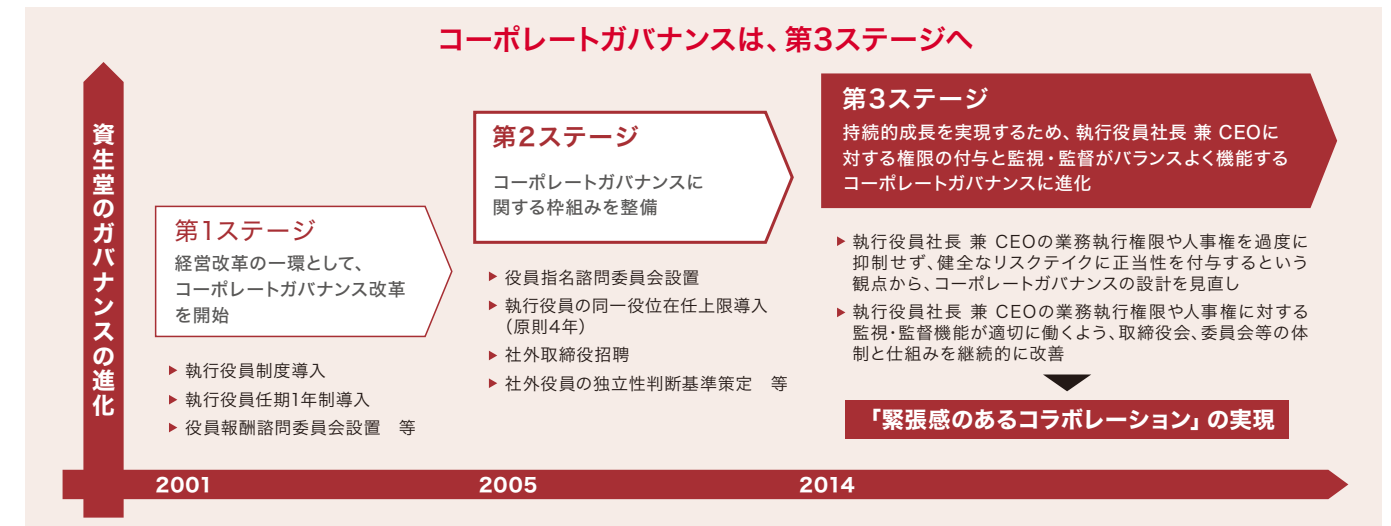 コーポレートガバナンスは、第3ステージへ
資生堂のガバナンスの進化
第1ステージ
経営改革の一環として、
コーポレートガバナンス改革
を開始
▶ 執行役員制度導入
▶ 執行役員任期1年制導入
▶ 役員報酬諮問委員会設置　等
第2ステージ
コーポレートガバナンスに
関する枠組みを整備
▶ 役員指名諮問委員会設置
▶ 執行役員の同一役位在任上限導入
（原則4年）
▶ 社外取締役招聘
▶ 社外役員の独立性判断基準策定　等
第3ステージ
持続的成長を実現するため、執行役員社長 兼 CEOに
対する権限の付与と監視・監督がバランスよく機能する
コーポレートガバナンスに進化
▶ 執行役員社長 兼 CEOの業務執行権限や人事権を過度に
抑制せず、健全なリスクテイクに正当性を付与するという
観点から、コーポレートガバナンスの設計を見直し
▶ 執行役員社長 兼 CEOの業務執行権限や人事権に対する
監視・監督機能が適切に働くよう、取締役会、委員会等の体
制と仕組みを継続的に改善
「緊張感のあるコラボレーション」の実現
2001
2005
2014